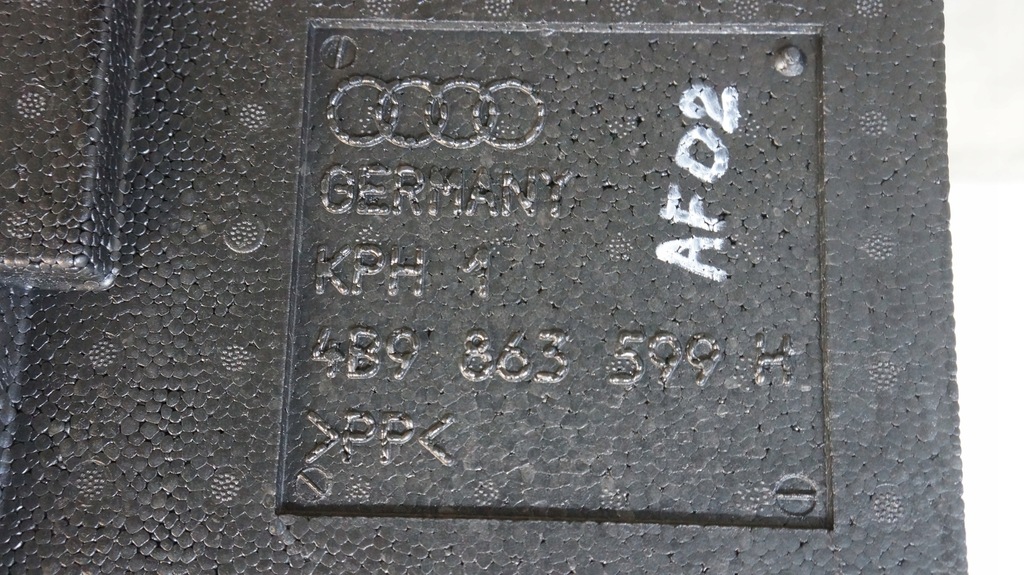 GERMANY
KPH 1
4B9 863 599 H
>PP<
AF02